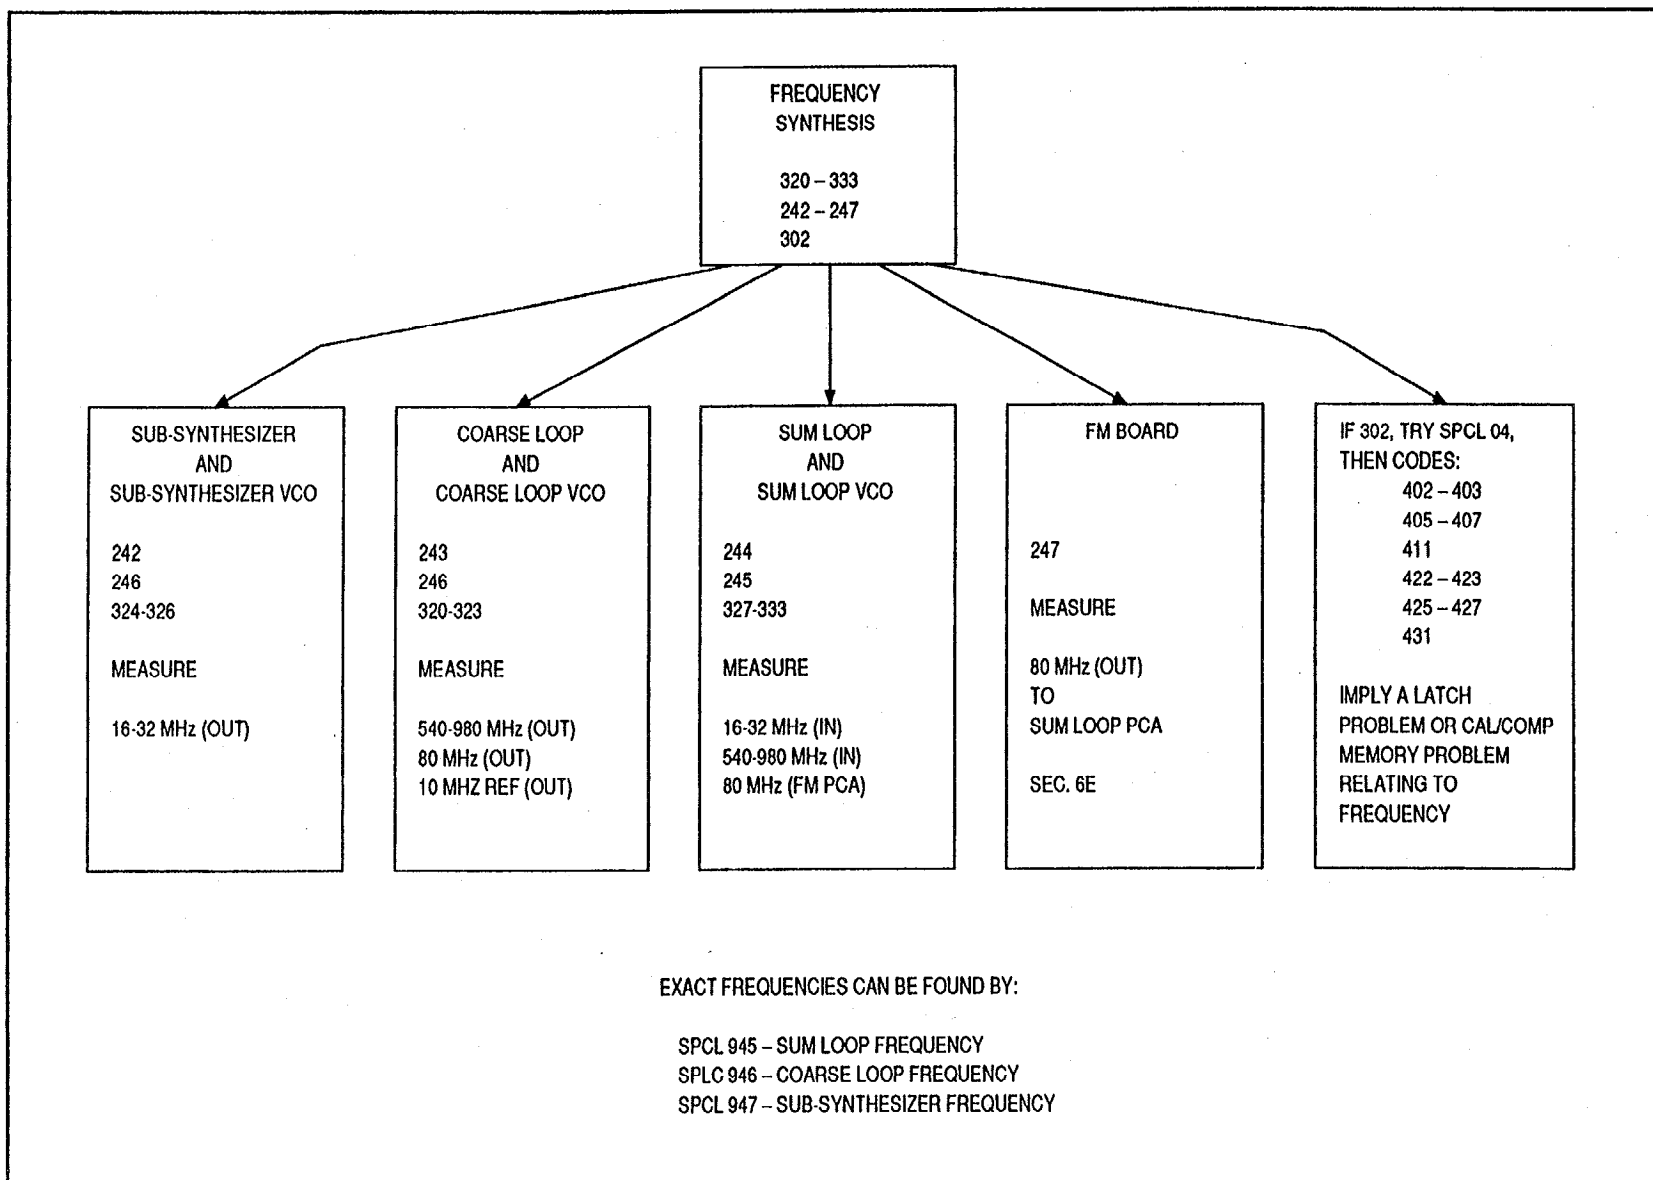 FREQUENCY
SYNTHESIS
320 – 333
242 – 247
302
SUB-SYNTHESIZER
AND
SUB-SYNTHESIZER VCO
242
246
324-326
MEASURE
16-32 MHz (OUT)
COARSE LOOP
AND
COARSE LOOP VCO
243
246
320-323
MEASURE
540-980 MHz (OUT)
80 MHz (OUT)
10 MHZ REF (OUT)
SUM LOOP
AND
SUM LOOP VCO
244
245
327-333
MEASURE
16-32 MHz (IN)
540-980 MHz (IN)
80 MHz (FM PCA)
FM BOARD
247
MEASURE
80 MHz (OUT)
TO
SUM LOOP PCA
SEC. 6E
IF 302, TRY SPCL 04,
THEN CODES:
402 – 403
405 – 407
411
422 – 423
425 – 427
431
IMPLY A LATCH
PROBLEM OR CAL/COMP
MEMORY PROBLEM
RELATING TO
FREQUENCY
EXACT FREQUENCIES CAN BE FOUND BY:
SPCL 945 – SUM LOOP FREQUENCY
SPLC 946 – COARSE LOOP FREQUENCY
SPCL 947 – SUB-SYNTHESIZER FREQUENCY